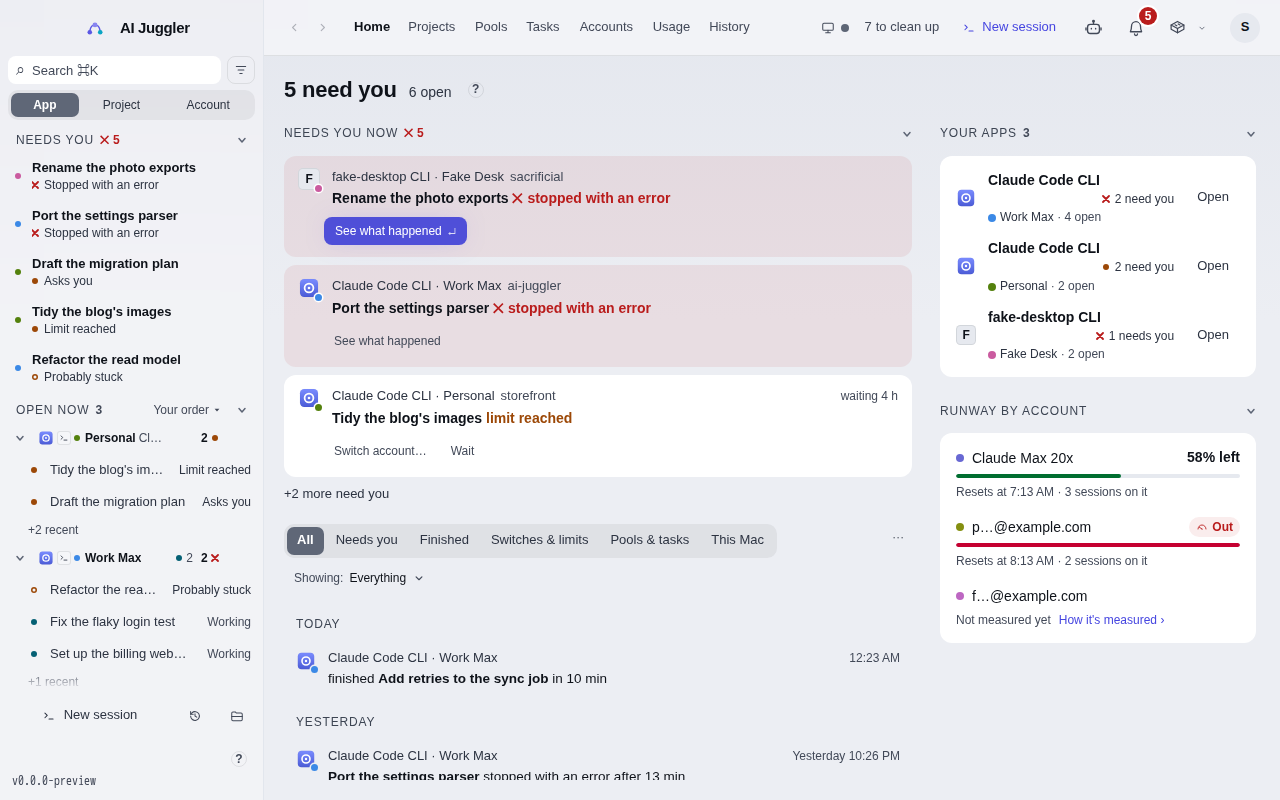 AI Juggler
Search ⌘K
App
Project
Account
NEEDS YOU 5
Rename the photo exports
Stopped with an error
Port the settings parser
Stopped with an error
Draft the migration plan
Asks you
Tidy the blog's images
Limit reached
Refactor the read model
Probably stuck
OPEN NOW 3
Your order
Personal Cl…
2
Tidy the blog's im…
Limit reached
Draft the migration plan
Asks you
+2 recent
Work Max
2
2
Refactor the rea…
Probably stuck
Fix the flaky login test
Working
Set up the billing web…
Working
+1 recent
New session
?
v0.0.0-preview
Home
Projects
Pools
Tasks
Accounts
Usage
History
7 to clean up
New session
5
S
5 need you
6 open
?
NEEDS YOU NOW 5
F
fake-desktop CLI · Fake Desk sacrificial
Rename the photo exports stopped with an error
See what happened
Claude Code CLI · Work Max ai-juggler
Port the settings parser stopped with an error
See what happened
Claude Code CLI · Personal storefront
waiting 4 h
Tidy the blog's images limit reached
Switch account…
Wait
+2 more need you
All
Needs you
Finished
Switches & limits
Pools & tasks
This Mac
…
Showing: Everything
TODAY
Claude Code CLI · Work Max
12:23 AM
finished Add retries to the sync job in 10 min
YESTERDAY
Claude Code CLI · Work Max
Yesterday 10:26 PM
Port the settings parser stopped with an error after 13 min
YOUR APPS 3
Claude Code CLI
2 need you
Work Max · 4 open
Open
Claude Code CLI
2 need you
Personal · 2 open
Open
F
fake-desktop CLI
1 needs you
Fake Desk · 2 open
Open
RUNWAY BY ACCOUNT
Claude Max 20x
58% left
Resets at 7:13 AM · 3 sessions on it
p…@example.com
Out
Resets at 8:13 AM · 2 sessions on it
f…@example.com
Not measured yet
How it's measured ›